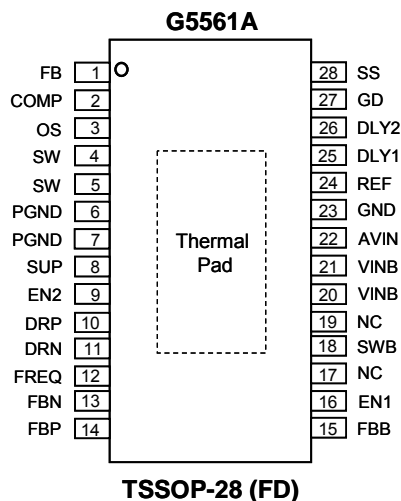 G5561A
FB 1 28 SS
COMP 2 27 GD
OS 3 26 DLY2
SW 4 25 DLY1
SW 5 24 REF
PGND 6 23 GND
PGND 7 Thermal 22 AVIN
SUP 8 Pad 21 VINB
EN2 9 20 VINB
DRP 10 19 NC
DRN 11 18 SWB
FREQ 12 17 NC
FBN 13 16 EN1
FBP 14 15 FBB
TSSOP-28 (FD)